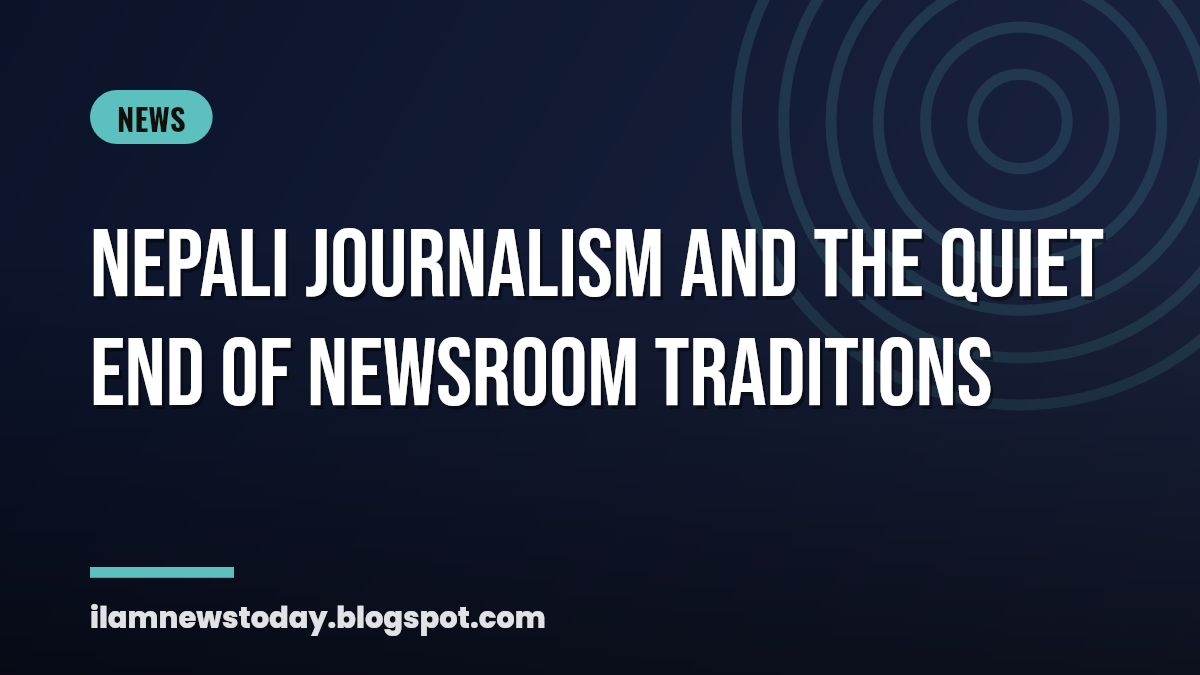 NEWS
NEPALI JOURNALISM AND THE QUIET
END OF NEWSROOM TRADITIONS
ilamnewstoday.blogspot.com